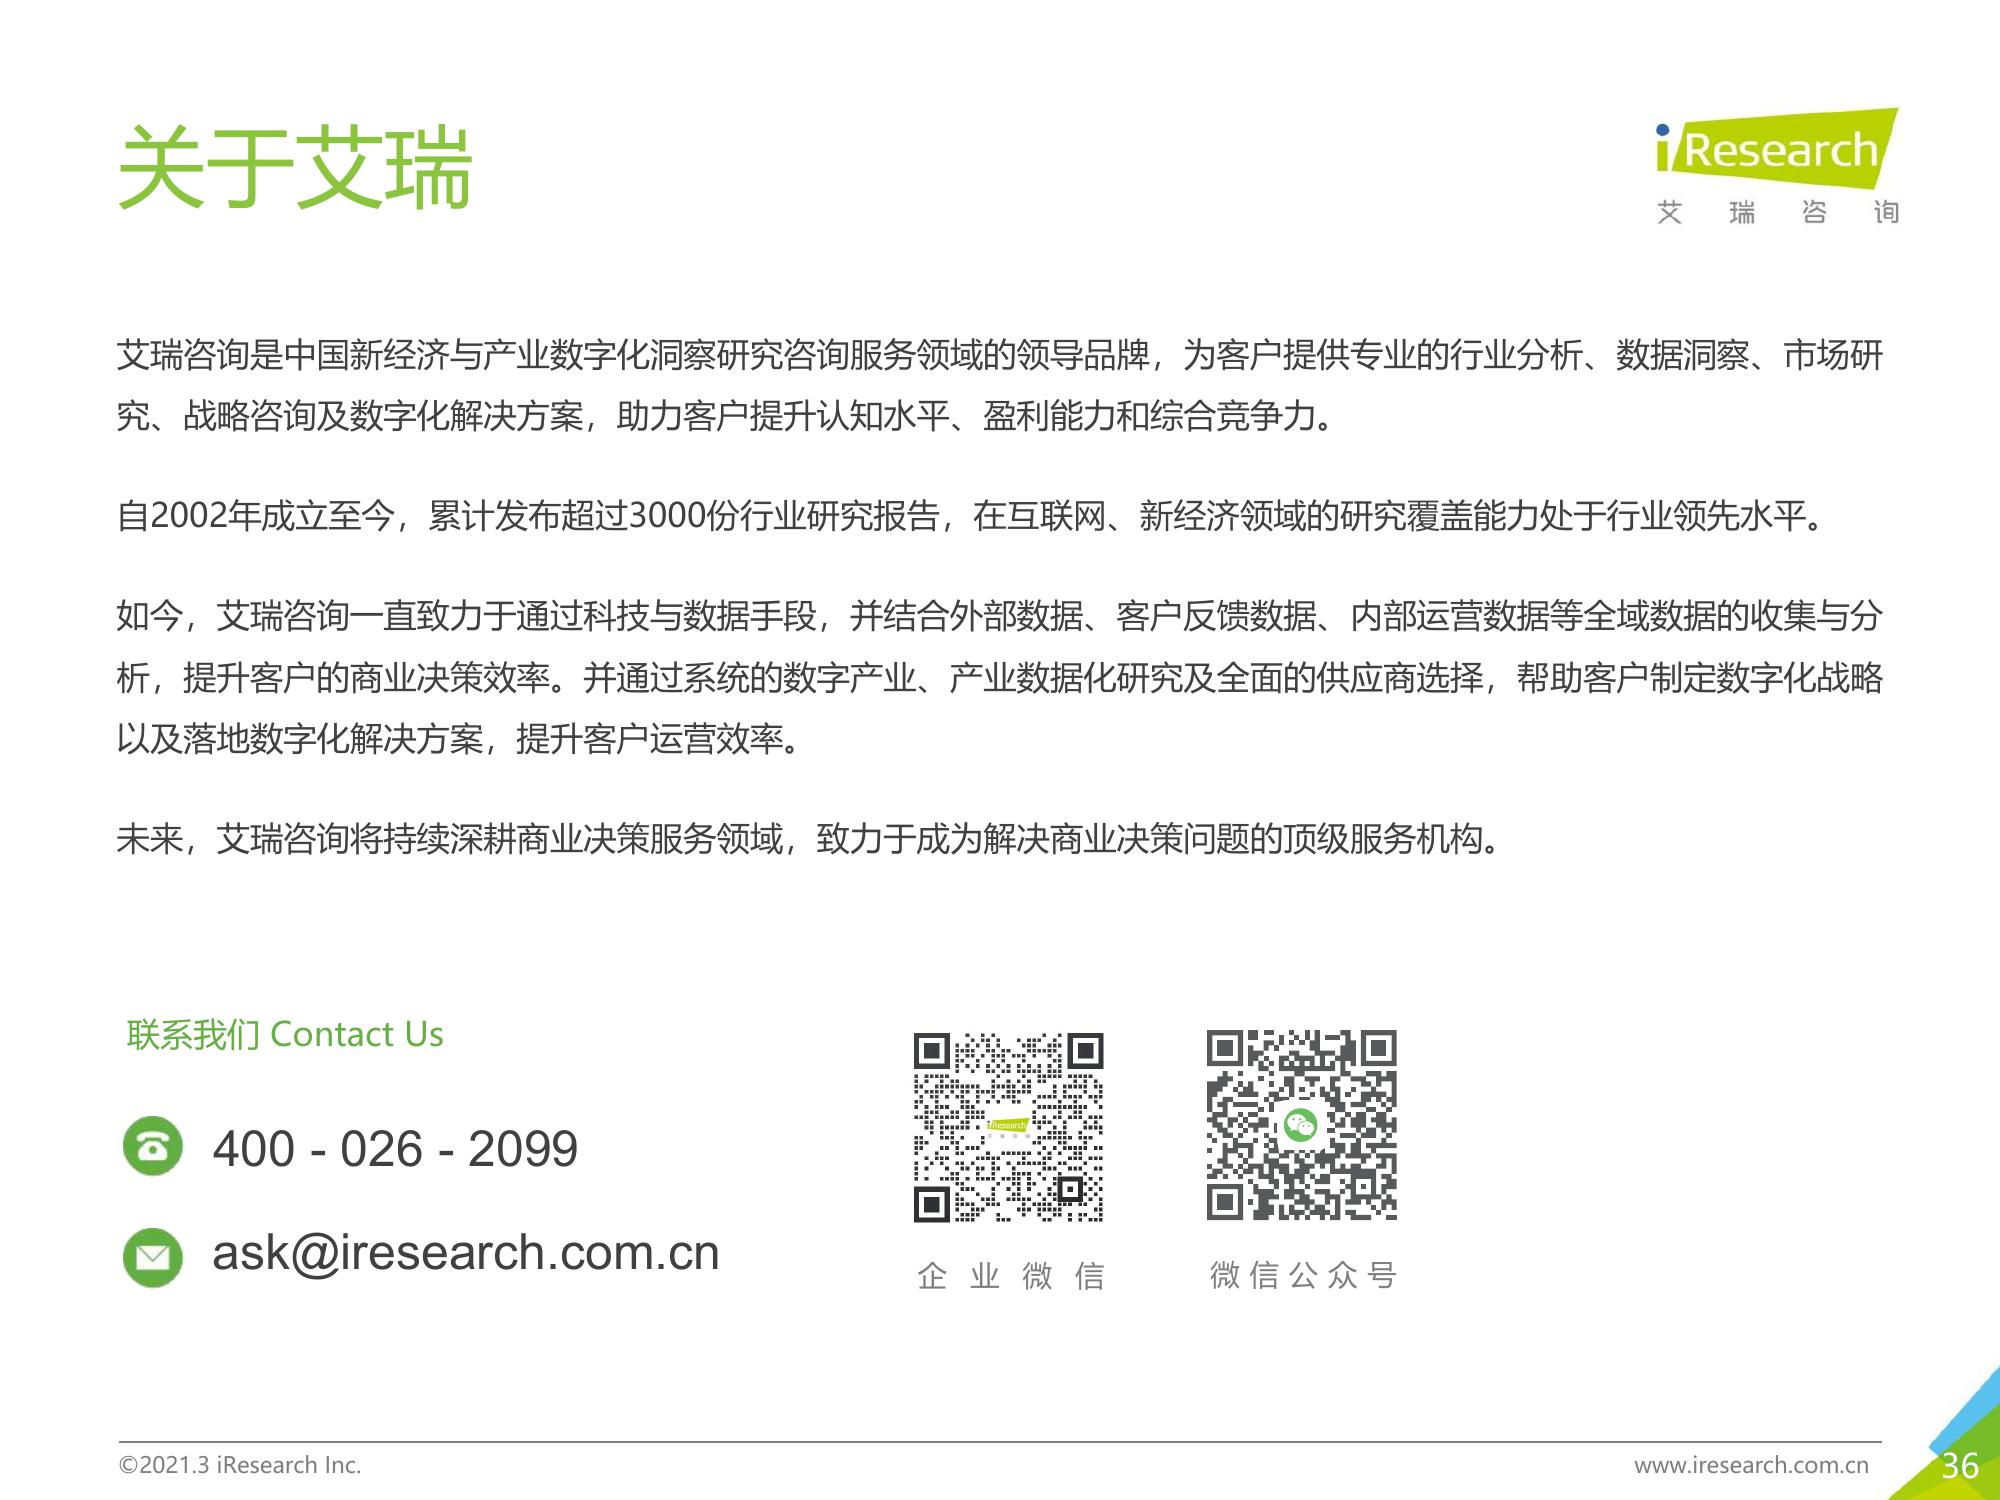 关于艾瑞
iResearch
艾瑞咨询
艾瑞咨询是中国新经济与产业数字化洞察研究咨询服务领域的领导品牌，为客户提供专业的行业分析、数据洞察、市场研
究、战略咨询及数字化解决方案，助力客户提升认知水平、盈利能力和综合竞争力。
自2002年成立至今，累计发布超过3000份行业研究报告，在互联网、新经济领域的研究覆盖能力处于行业领先水平。
如今，艾瑞咨询一直致力于通过科技与数据手段，并结合外部数据、客户反馈数据、内部运营数据等全域数据的收集与分
析，提升客户的商业决策效率。并通过系统的数字产业、产业数据化研究及全面的供应商选择，帮助客户制定数字化战略
以及落地数字化解决方案，提升客户运营效率。
未来，艾瑞咨询将持续深耕商业决策服务领域，致力于成为解决商业决策问题的顶级服务机构。
联系我们 Contact Us
400 - 026 - 2099
ask@iresearch.com.cn
iResearch
企业微信
微信公众号
©2021.3 iResearch Inc.
www.iresearch.com.cn
36